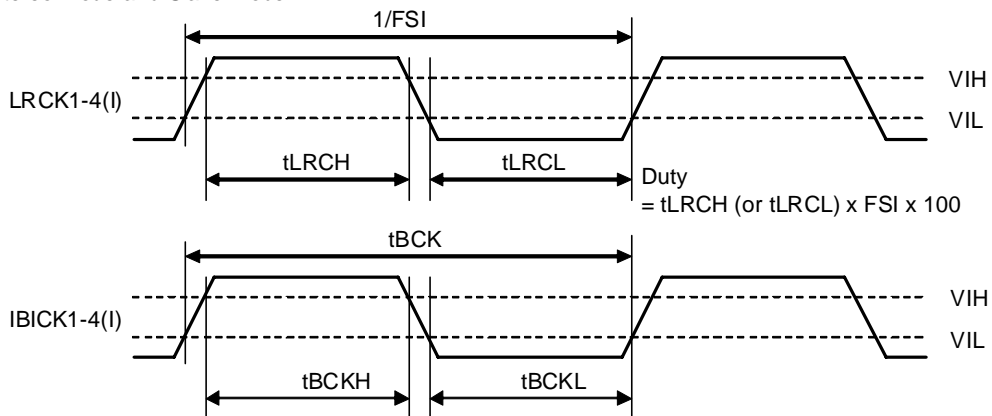 1/FSI
VIH
LRCK1-4(I)
VIL
tLRCH
tLRCL
Duty
= tLRCH (or tLRCL) x FSI x 100
tBCK
VIH
IBICK1-4(I)
VIL
tBCKH
tBCKL